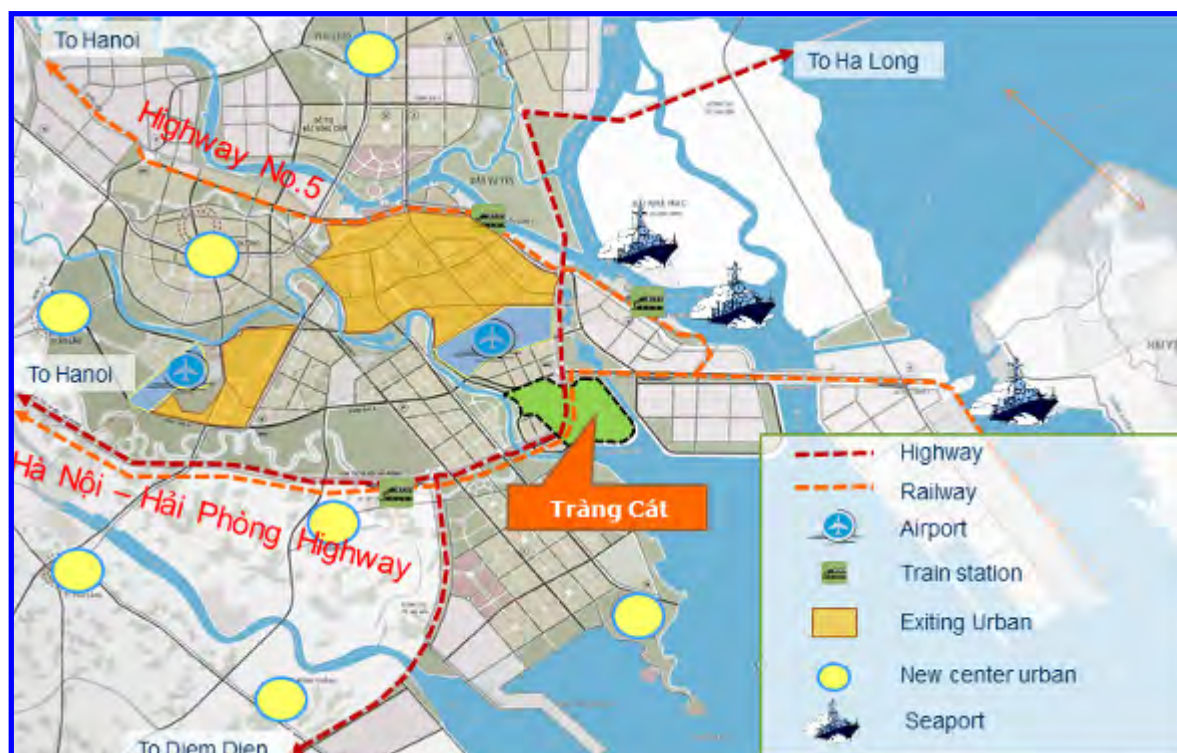 To Hanoi
To Ha Long
Highway No.5
To Hanoi
Hà Nội – Hải Phòng Highway
Tràng Cát
To Diem Dien
Highway
Railway
Airport
Train station
Exiting Urban
New center urban
Seaport